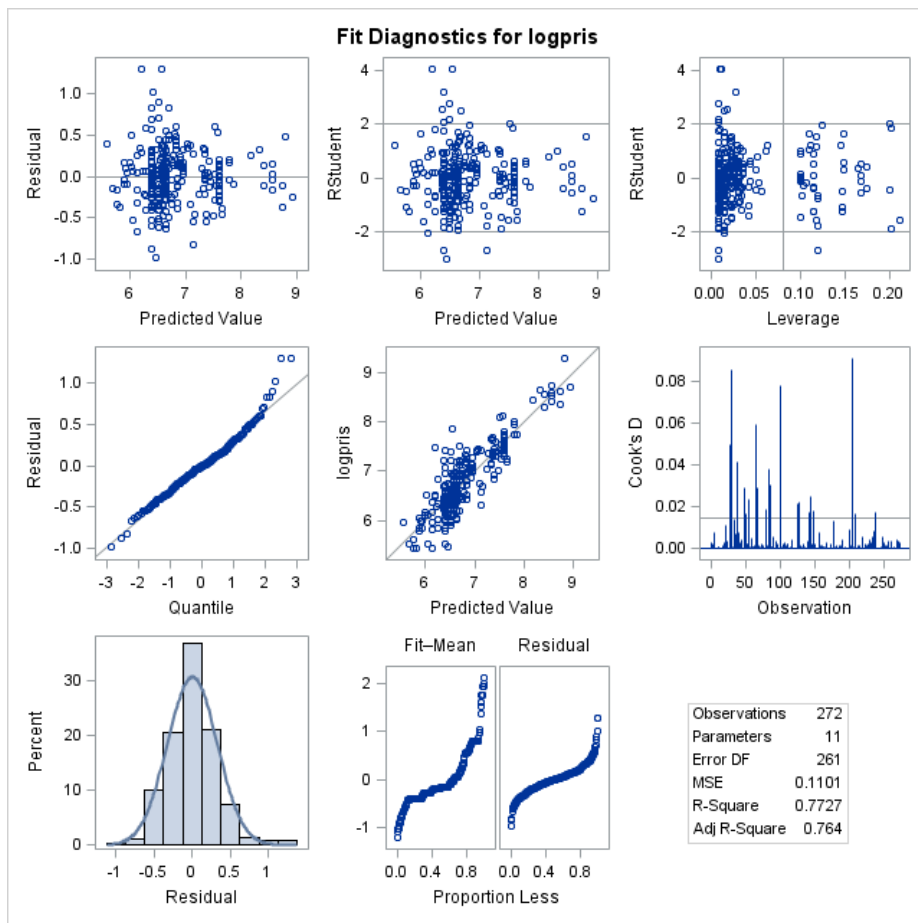 Fit Diagnostics for logpris
Residual
1.0
0.5
0.0
-0.5
-1.0
6 7 8 9
Predicted Value
RStudent
4
2
0
-2
6 7 8 9
Predicted Value
RStudent
4
2
0
-2
0.00 0.05 0.10 0.15 0.20
Leverage
Residual
1.0
0.5
0.0
-0.5
-1.0
-3 -2 -1 0 1 2 3
Quantile
logpris
9
8
7
6
6 7 8 9
Predicted Value
Cook's D
0.08
0.06
0.04
0.02
0.00
0 50 100 150 200 250
Observation
Percent
30
20
10
0
-1 -0.5 0 0.5 1
Residual
Fit–Mean Residual
2
1
0
-1
0.0 0.4 0.8 0.0 0.4 0.8
Proportion Less
Observations 272
Parameters 11
Error DF 261
MSE 0.1101
R-Square 0.7727
Adj R-Square 0.764